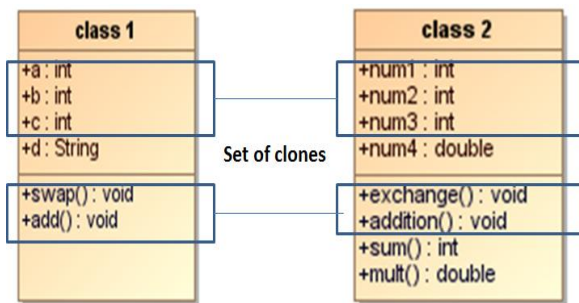 class 1
+a : int
+b : int
+c : int
+d : String
+swap() : void
+add() : void
Set of clones
class 2
+num1 : int
+num2 : int
+num3 : int
+num4 : double
+exchange() : void
+addition() : void
+sum() : int
+mult() : double